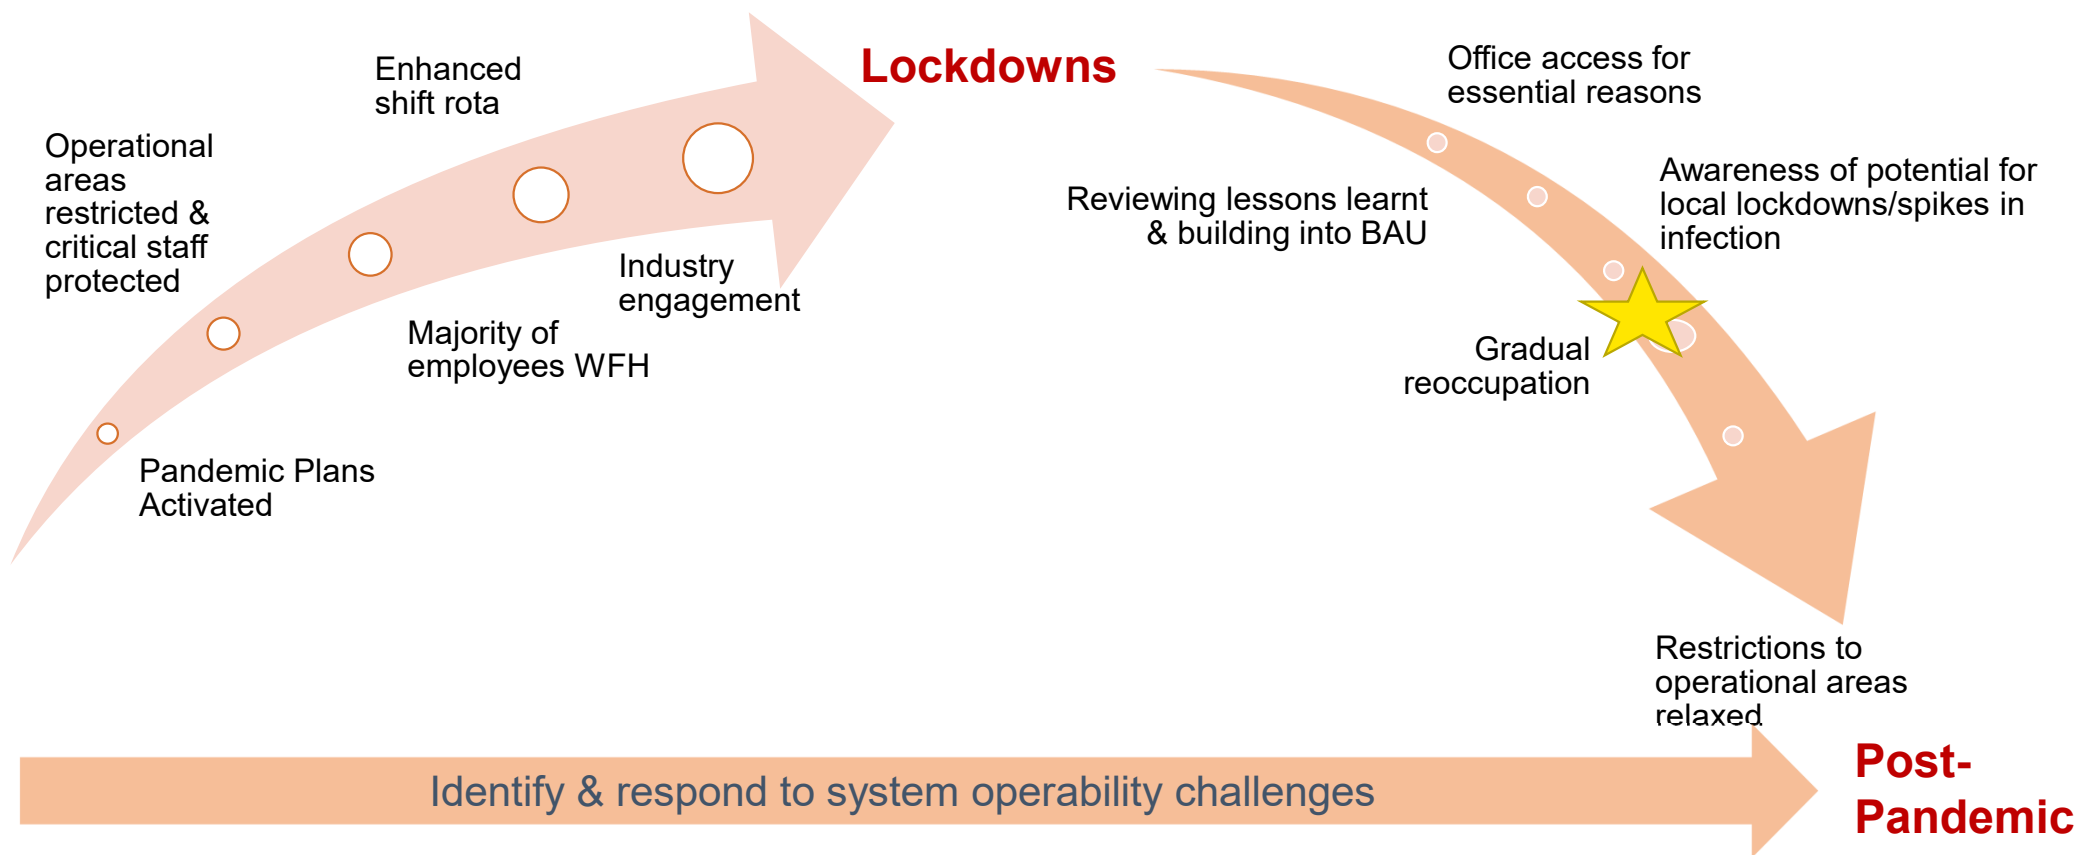 Enhanced
shift rota
Operational
areas
restricted &
critical staff
protected
Pandemic Plans
Activated
Majority of
employees WFH
Industry
engagement
Lockdowns
Office access for
essential reasons
Reviewing lessons learnt
& building into BAU
Awareness of potential for
local lockdowns/spikes in
infection
Gradual
reoccupation
Restrictions to
operational areas
relaxed
Identify & respond to system operability challenges
Post-
Pandemic